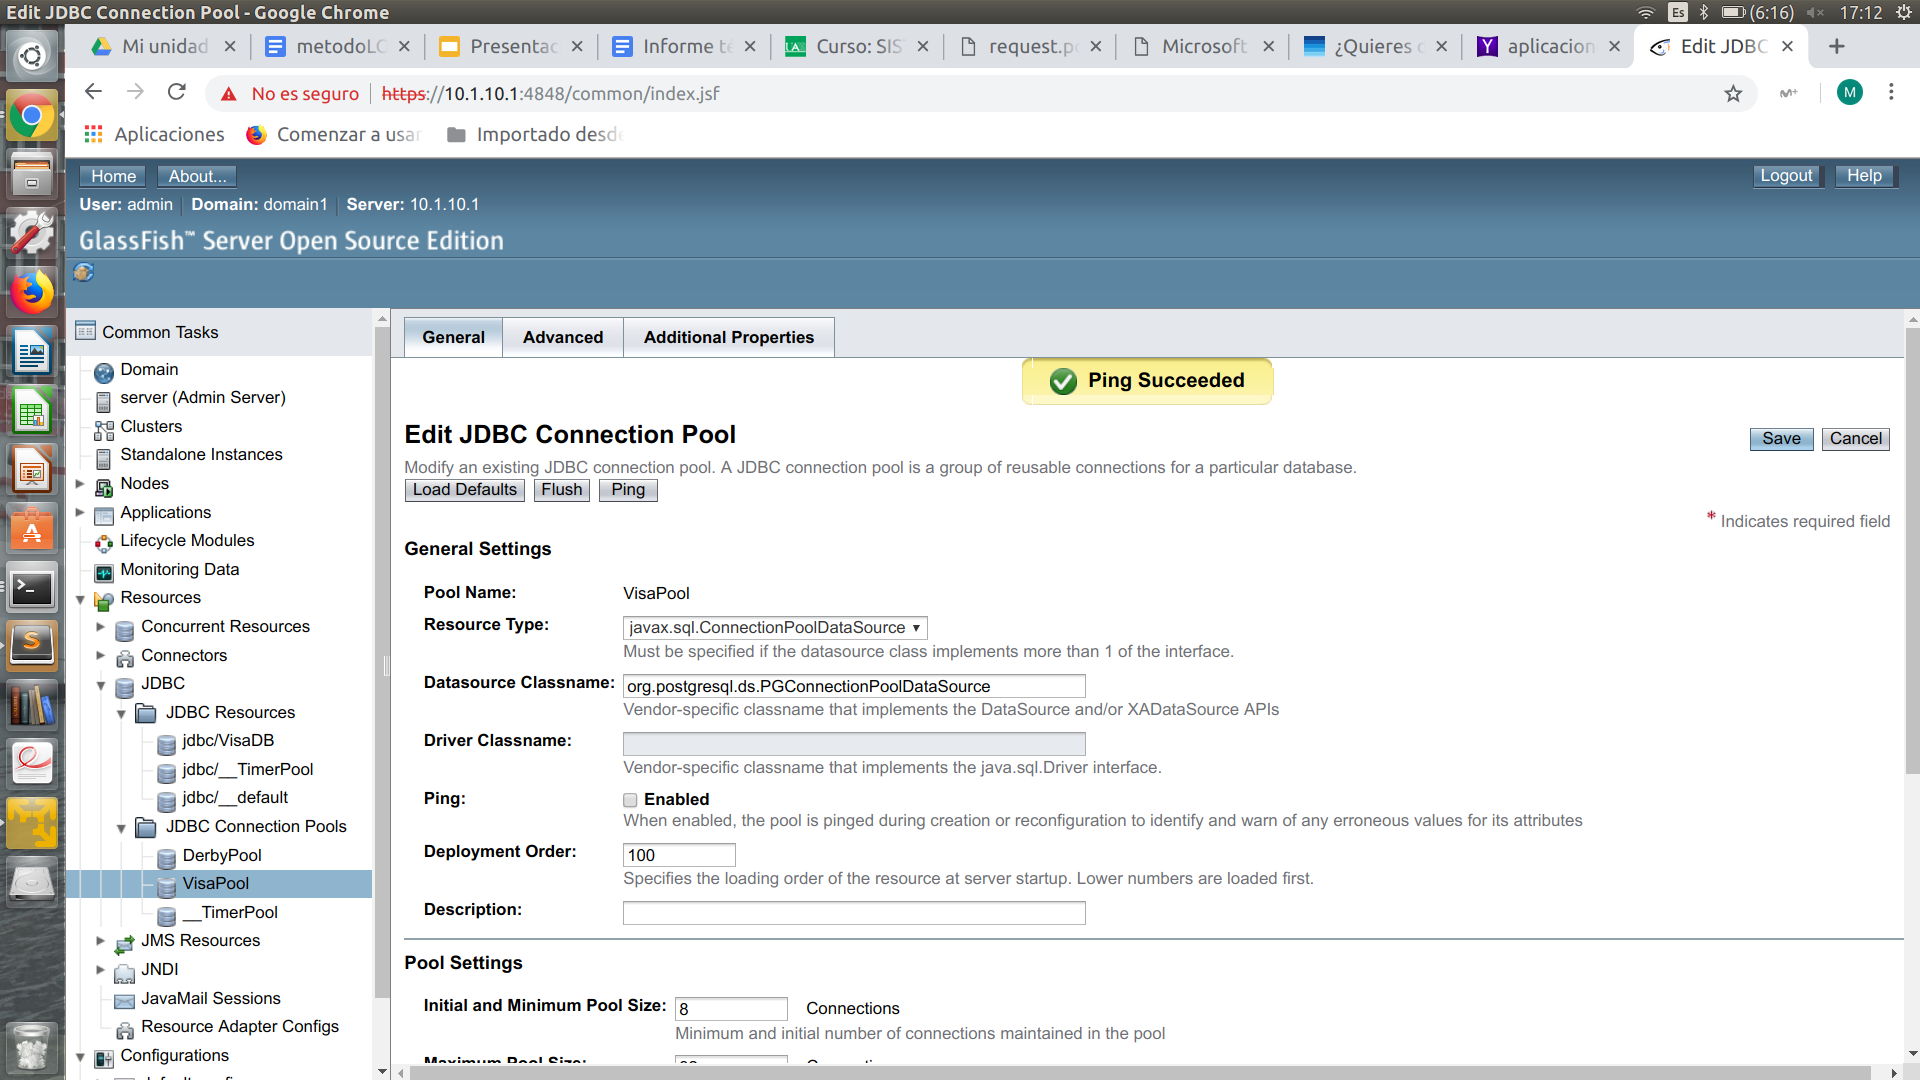 Edit JDBC Connection Pool - Google Chrome
Es
(6:16)
17:12
Mi unidad
metodoLC
Presentac
Informe té
Curso: SIS
request.p
Microsoft
¿Quieres
aplicacion
Edit JDBC
No es seguro
https://10.1.10.1:4848/common/index.jsf
M
Aplicaciones
Comenzar a usar
Importado desde
Home
About...
Logout
Help
User: admin
Domain: domain1
Server: 10.1.10.1
GlassFish™ Server Open Source Edition
Common Tasks
Domain
server (Admin Server)
Clusters
Standalone Instances
Nodes
Applications
Lifecycle Modules
Monitoring Data
Resources
Concurrent Resources
Connectors
JDBC
JDBC Resources
jdbc/VisaDB
jdbc/__TimerPool
jdbc/__default
JDBC Connection Pools
DerbyPool
VisaPool
__TimerPool
JMS Resources
JNDI
JavaMail Sessions
Resource Adapter Configs
Configurations
General
Advanced
Additional Properties
Ping Succeeded
Edit JDBC Connection Pool
Save
Cancel
Modify an existing JDBC connection pool. A JDBC connection pool is a group of reusable connections for a particular database.
Load Defaults
Flush
Ping
* Indicates required field
General Settings
Pool Name:
VisaPool
Resource Type:
javax.sql.ConnectionPoolDataSource
Must be specified if the datasource class implements more than 1 of the interface.
Datasource Classname:
org.postgresql.ds.PGConnectionPoolDataSource
Vendor-specific classname that implements the DataSource and/or XADataSource APIs
Driver Classname:
Vendor-specific classname that implements the java.sql.Driver interface.
Ping:
Enabled
When enabled, the pool is pinged during creation or reconfiguration to identify and warn of any erroneous values for its attributes
Deployment Order:
100
Specifies the loading order of the resource at server startup. Lower numbers are loaded first.
Description:
Pool Settings
Initial and Minimum Pool Size:
8
Connections
Minimum and initial number of connections maintained in the pool
Maximum Pool Size: